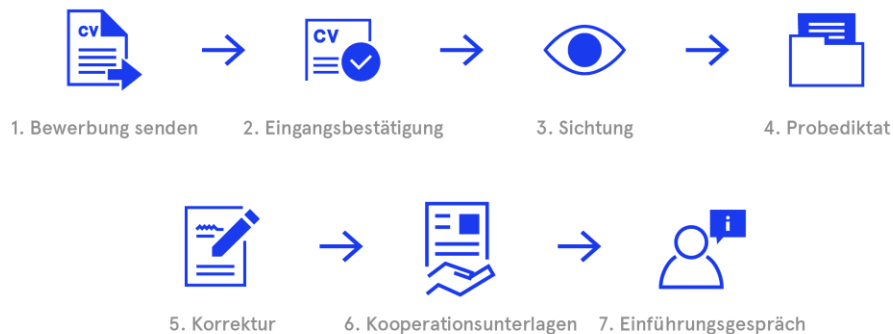 CV
CV
1. Bewerbung senden
2. Eingangsbestätigung
3. Sichtung
4. Probediktat
i
5. Korrektur
6. Kooperationsunterlagen
7. Einführungsgespräch